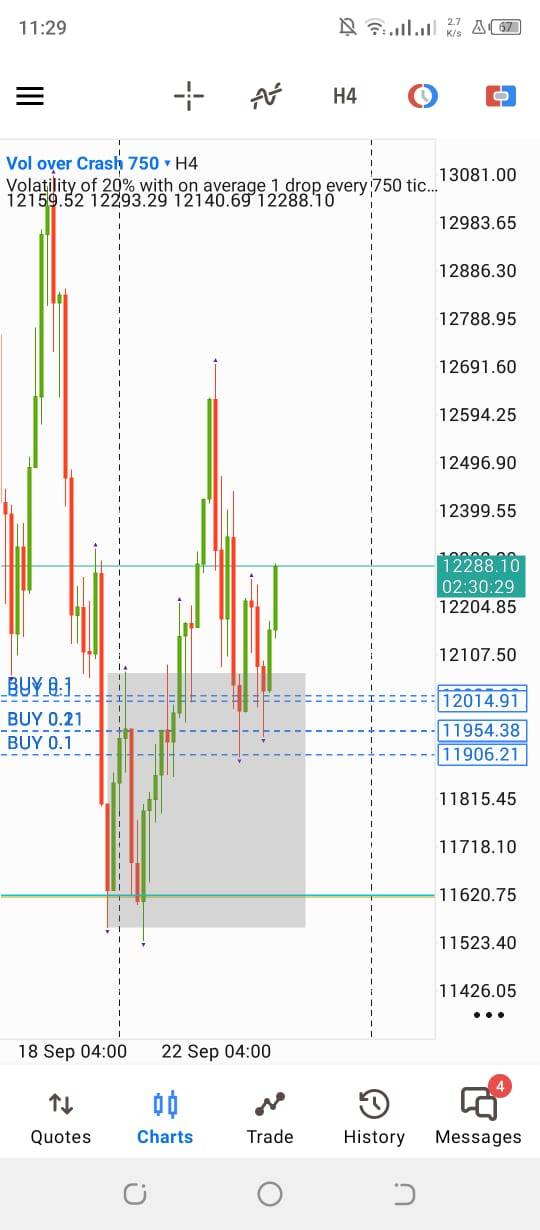 11:29
2.7
K/s
67
H4
Vol over Crash 750 ▾ H4
Volatility of 20% with on average 1 drop every 750 tic...
12159.52 12293.29 12140.69 12288.10
13081.00
12983.65
12886.30
12788.95
12691.60
12594.25
12496.90
12399.55
12288.10
02:30:29
12204.85
12107.50
BUY 0.1
BUY 0.1
12014.91
BUY 0.21
11954.38
BUY 0.1
11906.21
11815.45
11718.10
11620.75
11523.40
11426.05
18 Sep 04:00
22 Sep 04:00
4
Quotes
Charts
Trade
History
Messages